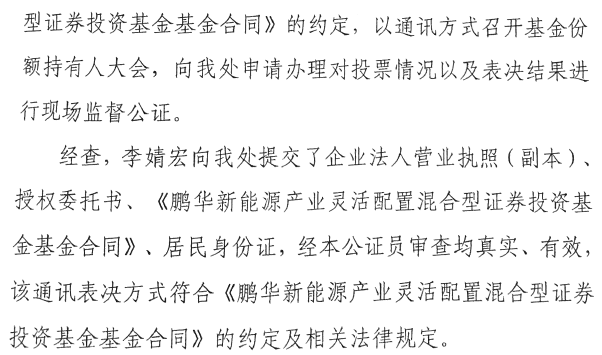 型证券投资基金基金合同》的约定，以通讯方式召开基金份
额持有人大会，向我处申请办理对投票情况以及表决结果进
行现场监督公证。
经查，李婧宏向我处提交了企业法人营业执照（副本）、
授权委托书、《鹏华新能源产业灵活配置混合型证券投资基
金基金合同》、居民身份证，经本公证员审查均真实、有效，
该通讯表决方式符合《鹏华新能源产业灵活配置混合型证券
投资基金基金合同》的约定及相关法律规定。